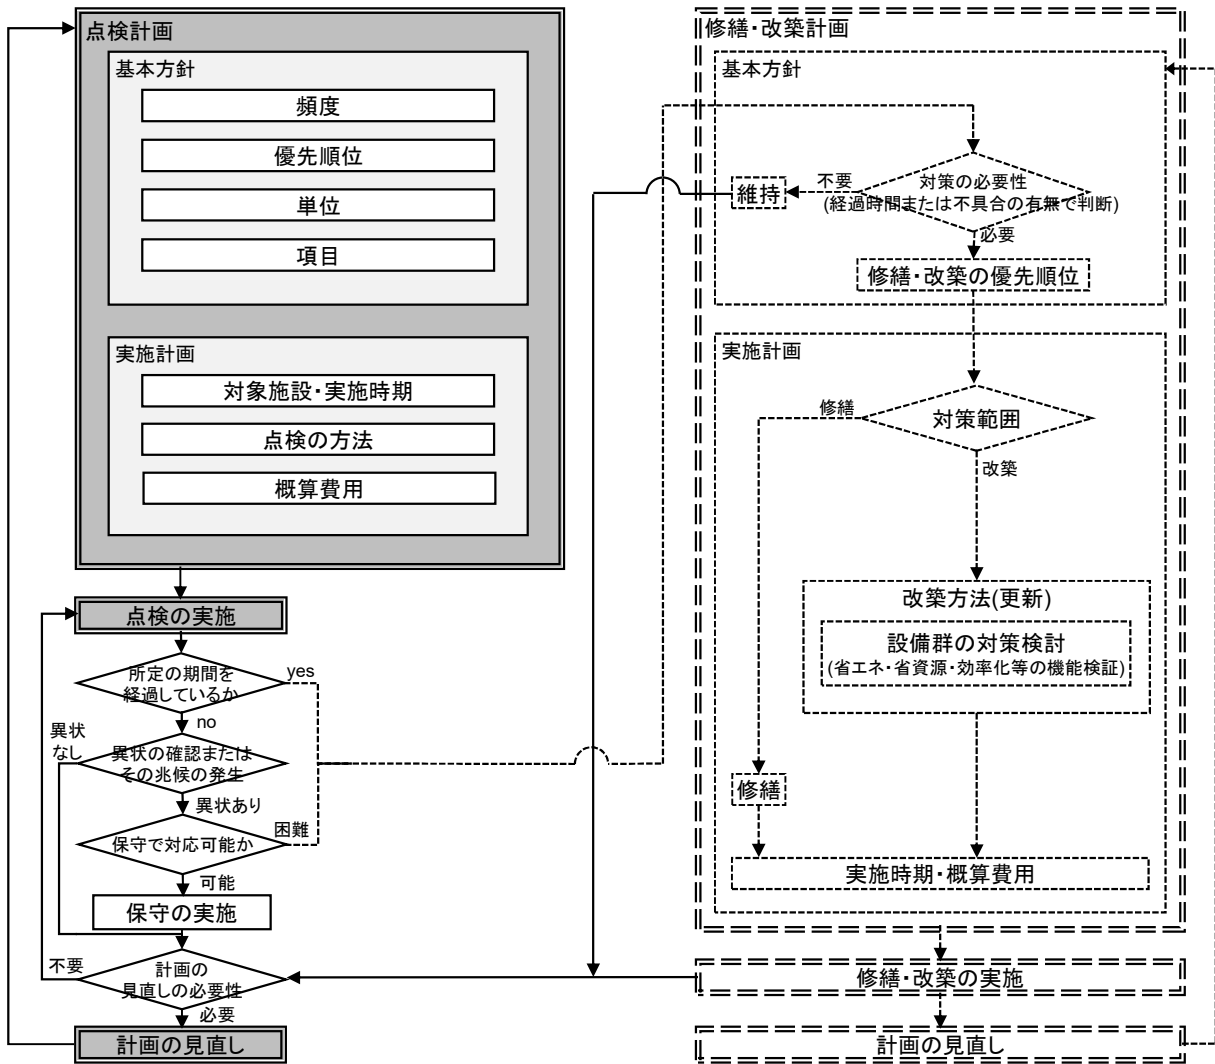 点検計画
基本方針
頻度
優先順位
単位
項目
実施計画
対象施設・実施時期
点検の方法
概算費用
点検の実施
所定の期間を
経過しているか
yes
no
異状
なし
異状の確認または
その兆候の発生
異状あり
困難
保守で対応可能か
可能
保守の実施
不要
計画の
見直しの必要性
必要
計画の見直し
修繕・改築計画
基本方針
対策の必要性
(経過時間または不具合の有無で判断)
不要
維持
必要
修繕・改築の優先順位
実施計画
修繕
対策範囲
改築
改築方法(更新)
設備群の対策検討
(省エネ・省資源・効率化等の機能検証)
修繕
実施時期・概算費用
修繕・改築の実施
計画の見直し